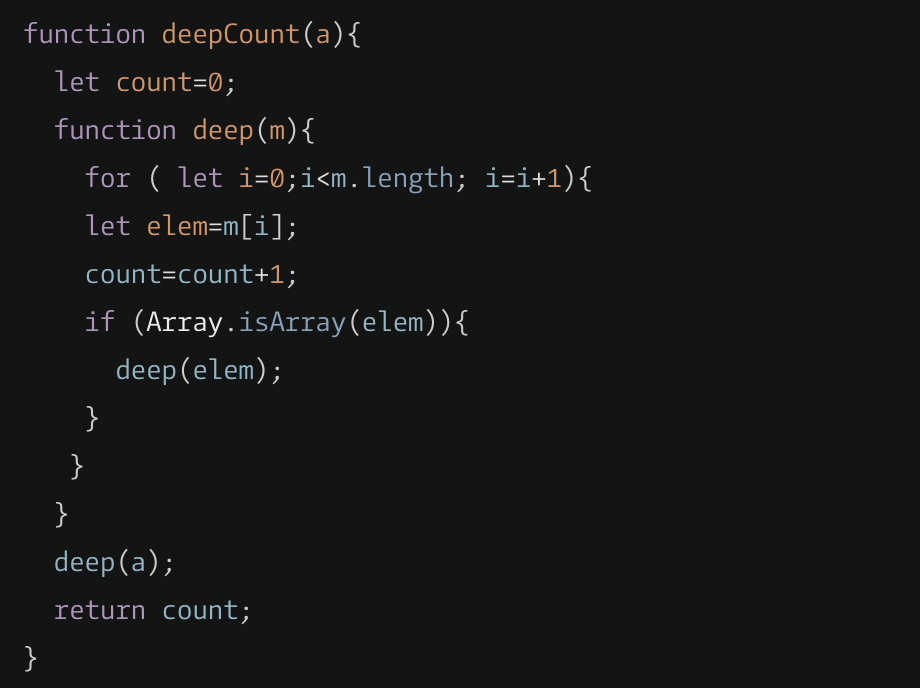 function deepCount(a){
  let count=0;
  function deep(m){
    for ( let i=0;i<m.length; i=i+1){
    let elem=m[i];
    count=count+1;
    if (Array.isArray(elem)){
      deep(elem);
    }
   }
  }
  deep(a);
  return count;
}